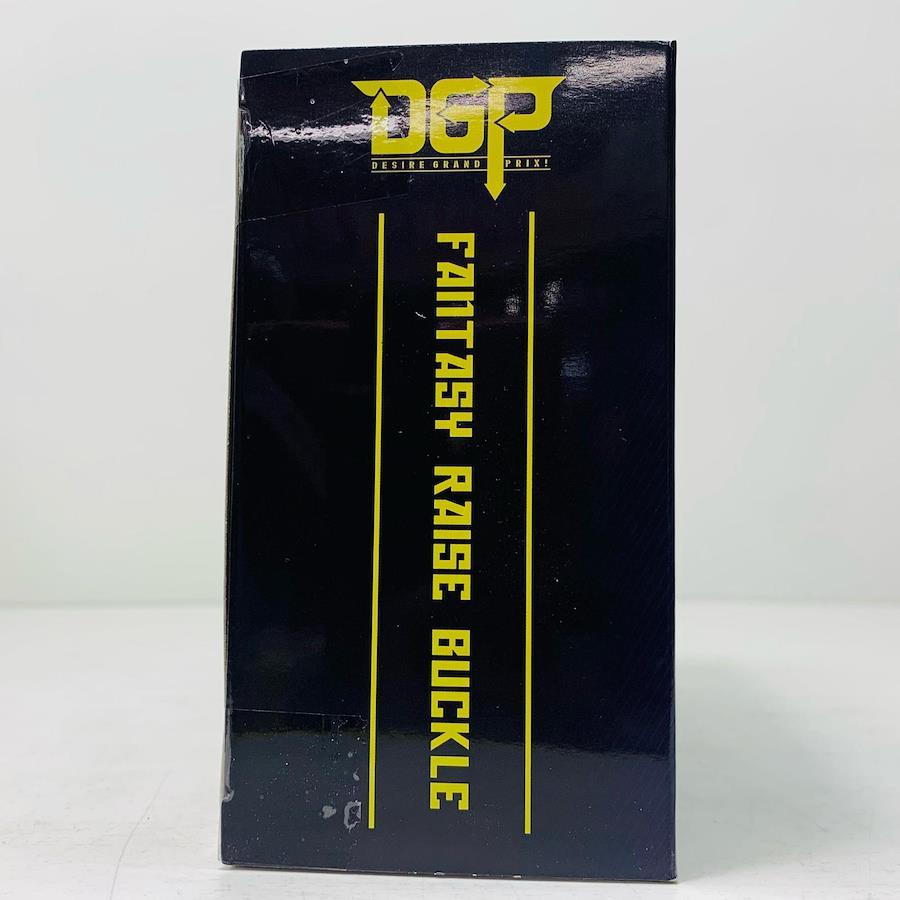 DGP
DESIRE GRAND PRIX!
FANTASY RAISE BUCKLE